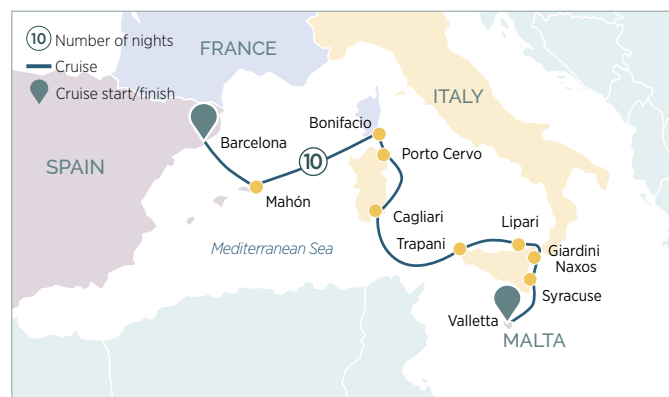 10 Number of nights
Cruise
Cruise start/finish
FRANCE
ITALY
SPAIN
Barcelona
Bonifacio
Porto Cervo
10
Mahón
Cagliari
Mediterranean Sea
Trapani
Lipari
Giardini
Naxos
Syracuse
Valletta
MALTA